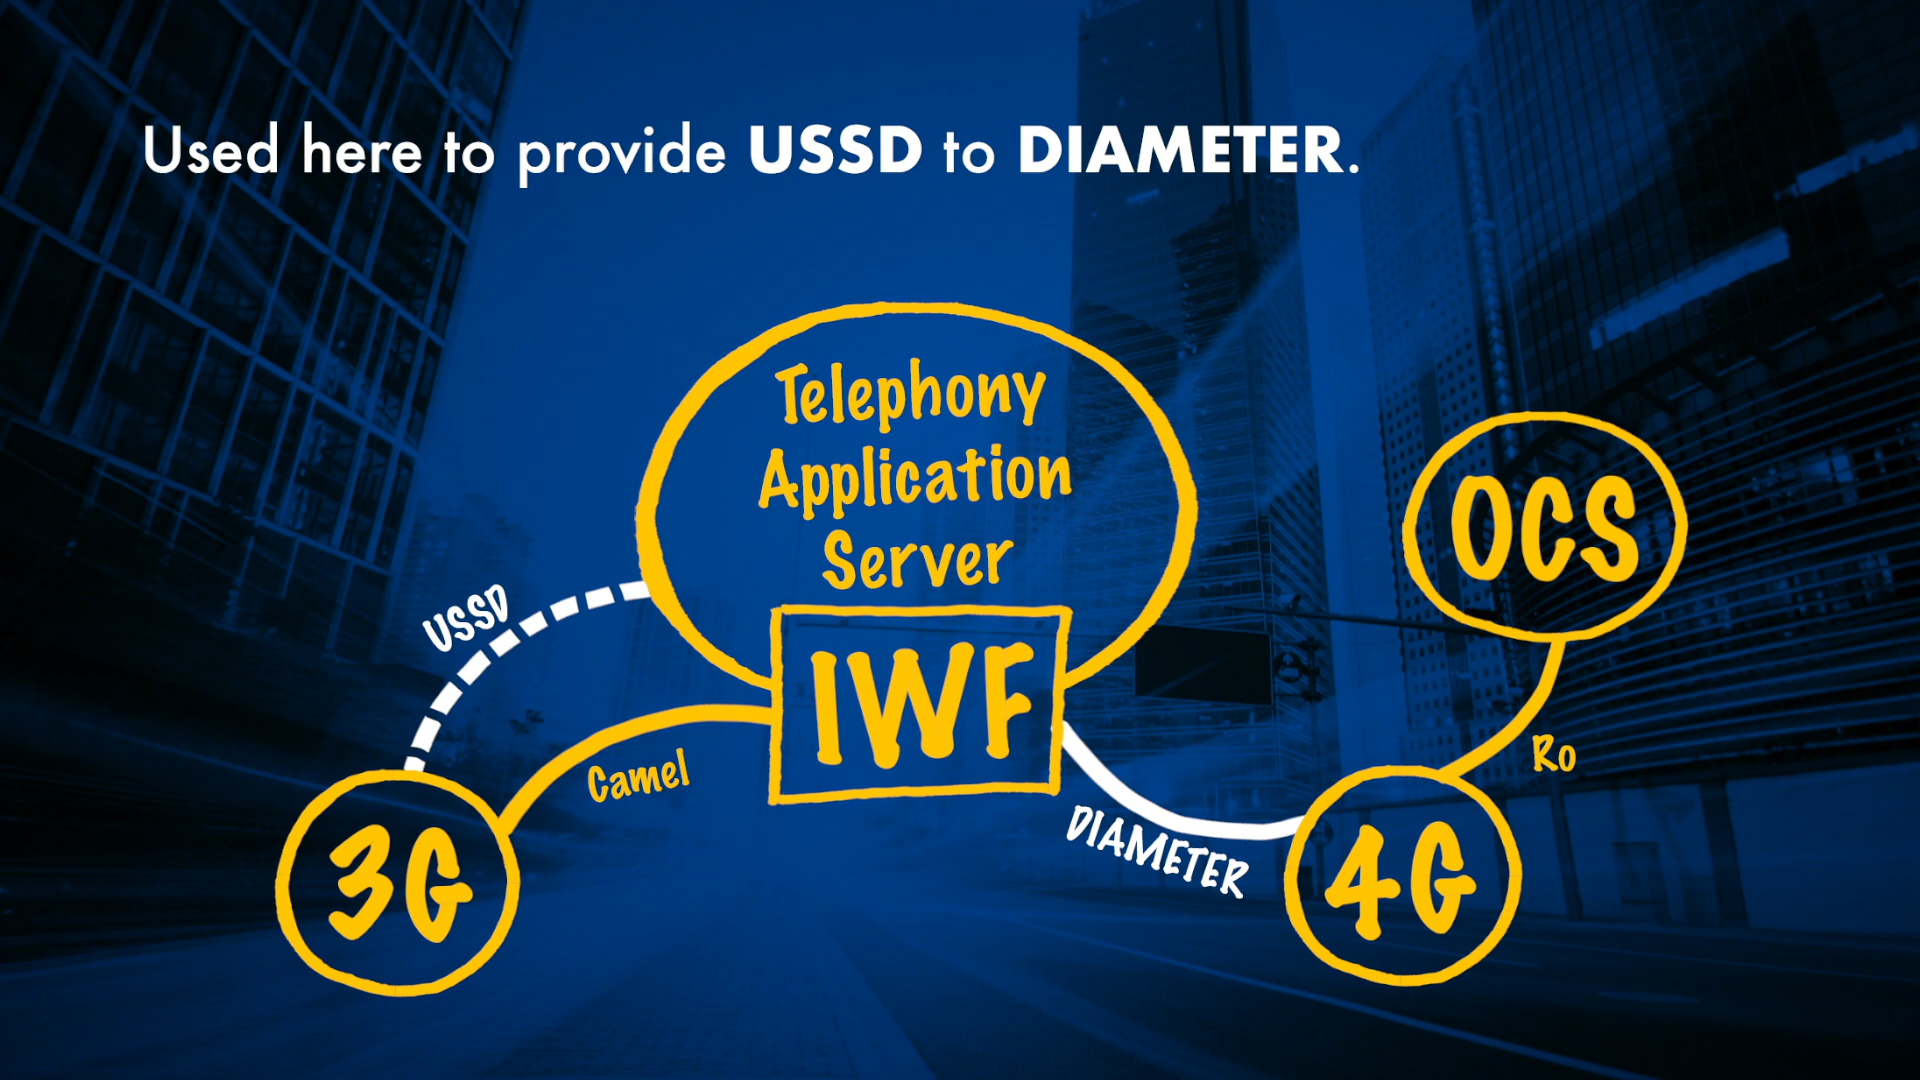 Used here to provide USSD to DIAMETER.
Telephony
Application
Server
OCS
USSD
IWF
Camel
Ro
DIAMETER
3G
4G